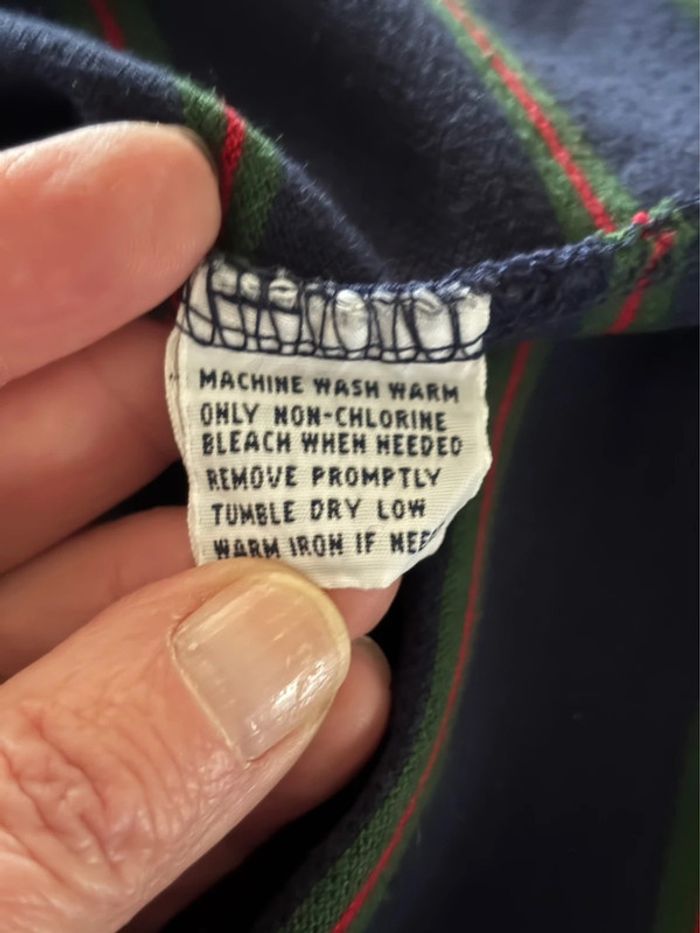 MACHINE WASH WARM
ONLY NON-CHLORINE
BLEACH WHEN NEEDED
REMOVE PROMPTLY
TUMBLE DRY LOW
WARM IRON IF